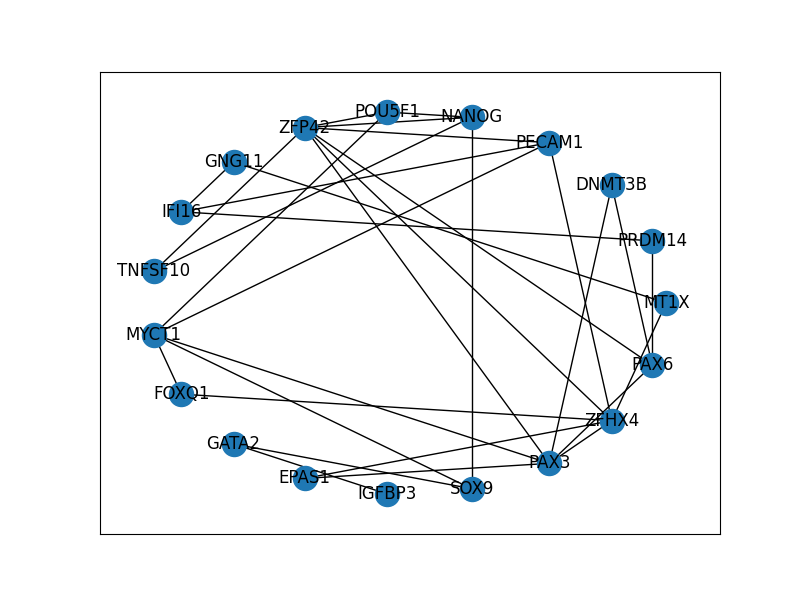 POU5F1
NANOG
ZFP42
PECAM1
GNG11
DNMT3B
IFI16
PRDM14
TNFSF10
MT1X
MYCT1
PAX6
FOXQ1
ZFHX4
GATA2
PAX3
EPAS1
SOX9
IGFBP3